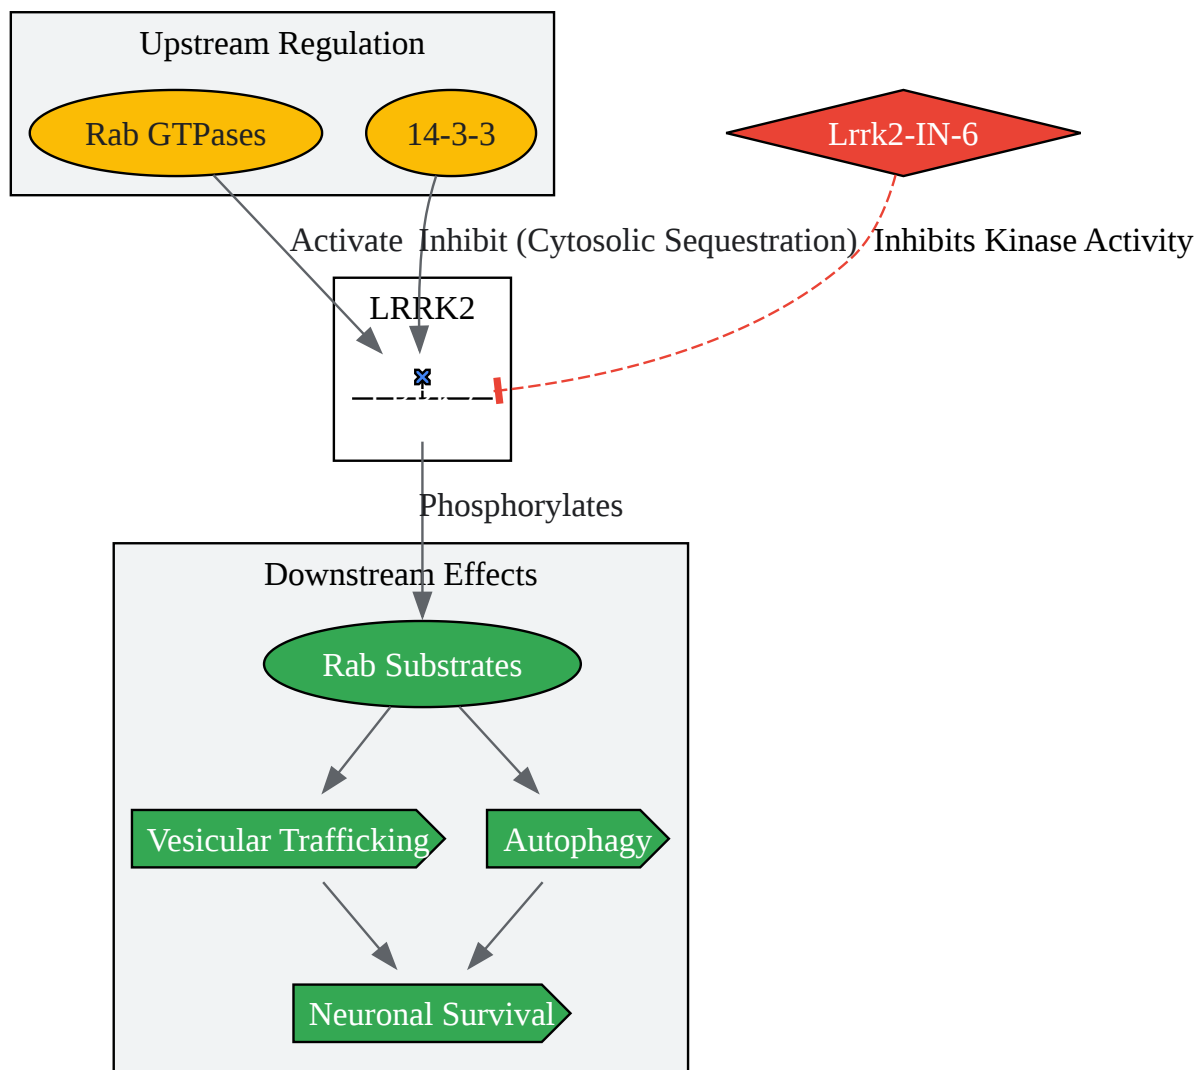 Upstream Regulation
Rab GTPases
14-3-3
Lrrk2-IN-6
Activate
Inhibit (Cytosolic Sequestration)
Inhibits Kinase Activity
LRRK2
Phosphorylates
Downstream Effects
Rab Substrates
Vesicular Trafficking
Autophagy
Neuronal Survival